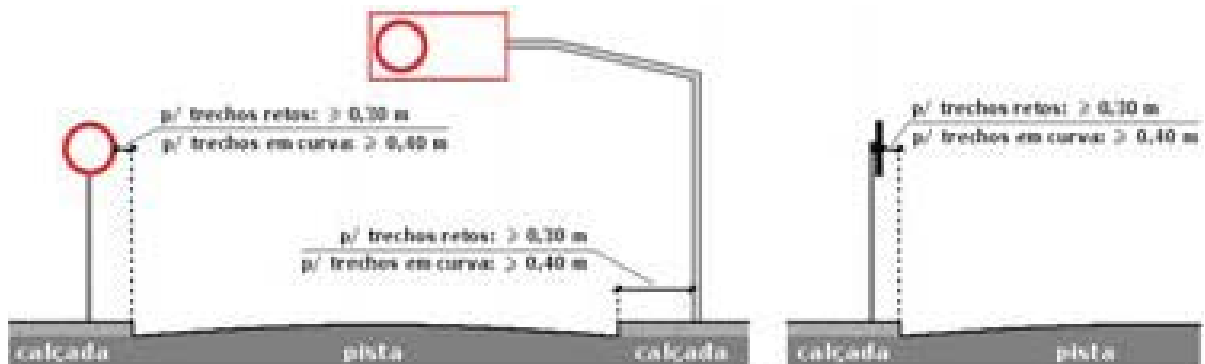 p/ trechos retos: ≥ 0,30 m
p/ trechos em curva: ≥ 0,40 m
p/ trechos retos: ≥ 0,30 m
p/ trechos em curva: ≥ 0,40 m
p/ trechos retos: ≥ 0,30 m
p/ trechos em curva: ≥ 0,40 m
calçada pista calçada
calçada pista